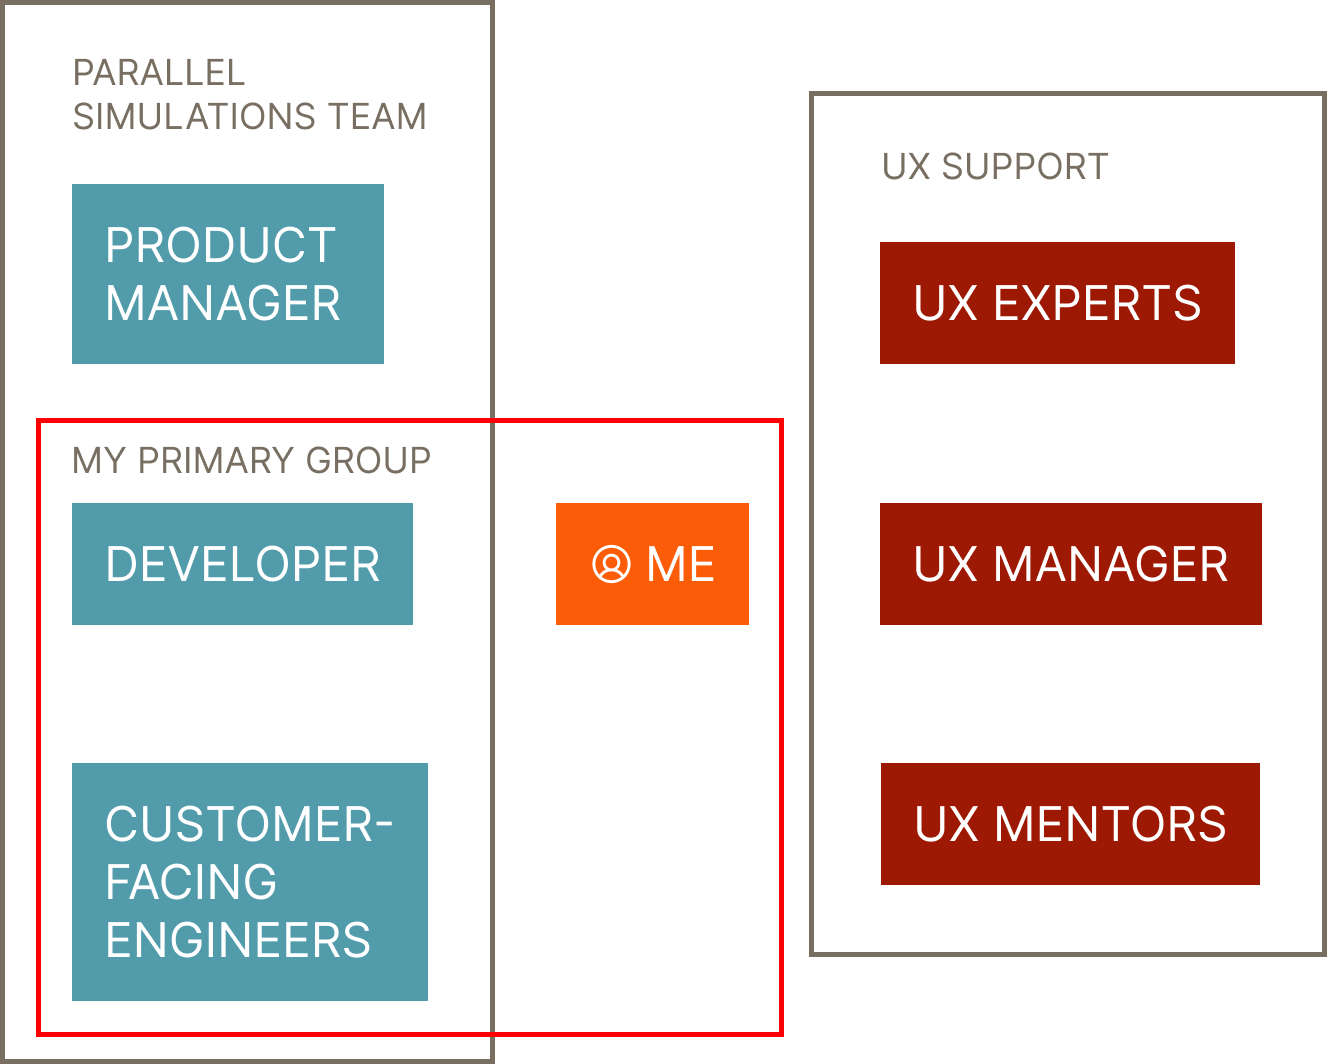 PARALLEL
SIMULATIONS TEAM
PRODUCT
MANAGER
MY PRIMARY GROUP
DEVELOPER
ME
CUSTOMER-
FACING
ENGINEERS
UX SUPPORT
UX EXPERTS
UX MANAGER
UX MENTORS